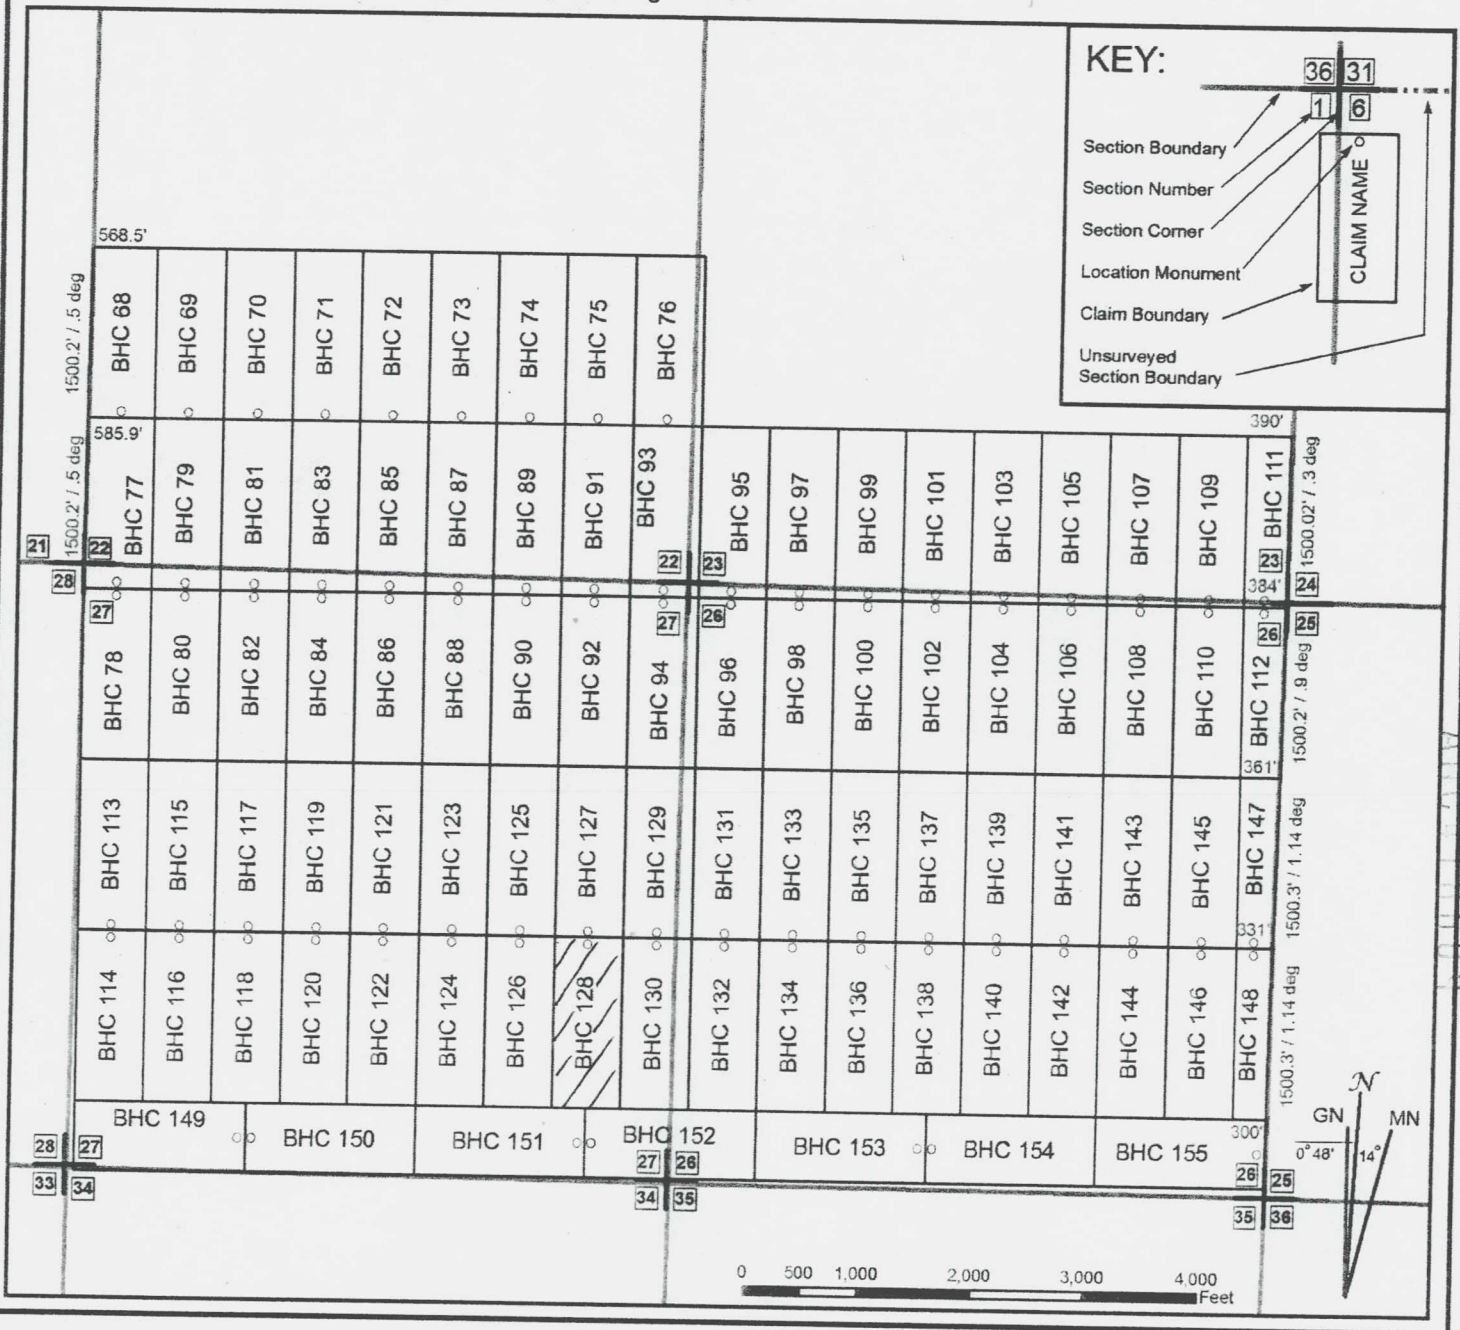 KEY:
36 31
1 6
Section Boundary
Section Number
Section Corner
Location Monument
Claim Boundary
Unsurveyed
Section Boundary
CLAIM NAME
568.5'
1500.2' / .5 deg
BHC 68 BHC 69 BHC 70 BHC 71 BHC 72 BHC 73 BHC 74 BHC 75 BHC 76
585.9'
390'
1500.2' / .5 deg
BHC 77 BHC 79 BHC 81 BHC 83 BHC 85 BHC 87 BHC 89 BHC 91 BHC 93 BHC 95 BHC 97 BHC 99 BHC 101 BHC 103 BHC 105 BHC 107 BHC 109 BHC 111
1500.02' / .3 deg
21 22 22 23 23 24
28 27 27 26 26 25
384'
BHC 78 BHC 80 BHC 82 BHC 84 BHC 86 BHC 88 BHC 90 BHC 92 BHC 94 BHC 96 BHC 98 BHC 100 BHC 102 BHC 104 BHC 106 BHC 108 BHC 110 BHC 112
1500.2' / .9 deg
361'
BHC 113 BHC 115 BHC 117 BHC 119 BHC 121 BHC 123 BHC 125 BHC 127 BHC 129 BHC 131 BHC 133 BHC 135 BHC 137 BHC 139 BHC 141 BHC 143 BHC 145 BHC 147
1500.3' / 1.14 deg
331'
BHC 114 BHC 116 BHC 118 BHC 120 BHC 122 BHC 124 BHC 126 BHC 128 BHC 130 BHC 132 BHC 134 BHC 136 BHC 138 BHC 140 BHC 142 BHC 144 BHC 146 BHC 148
1500.3' / 1.14 deg
BHC 149 BHC 150 BHC 151 BHC 152 BHC 153 BHC 154 BHC 155
300'
28 27 27 26 26 25
33 34 34 35 35 36
N
GN MN
0° 48' 14°
0 500 1,000 2,000 3,000 4,000
Feet